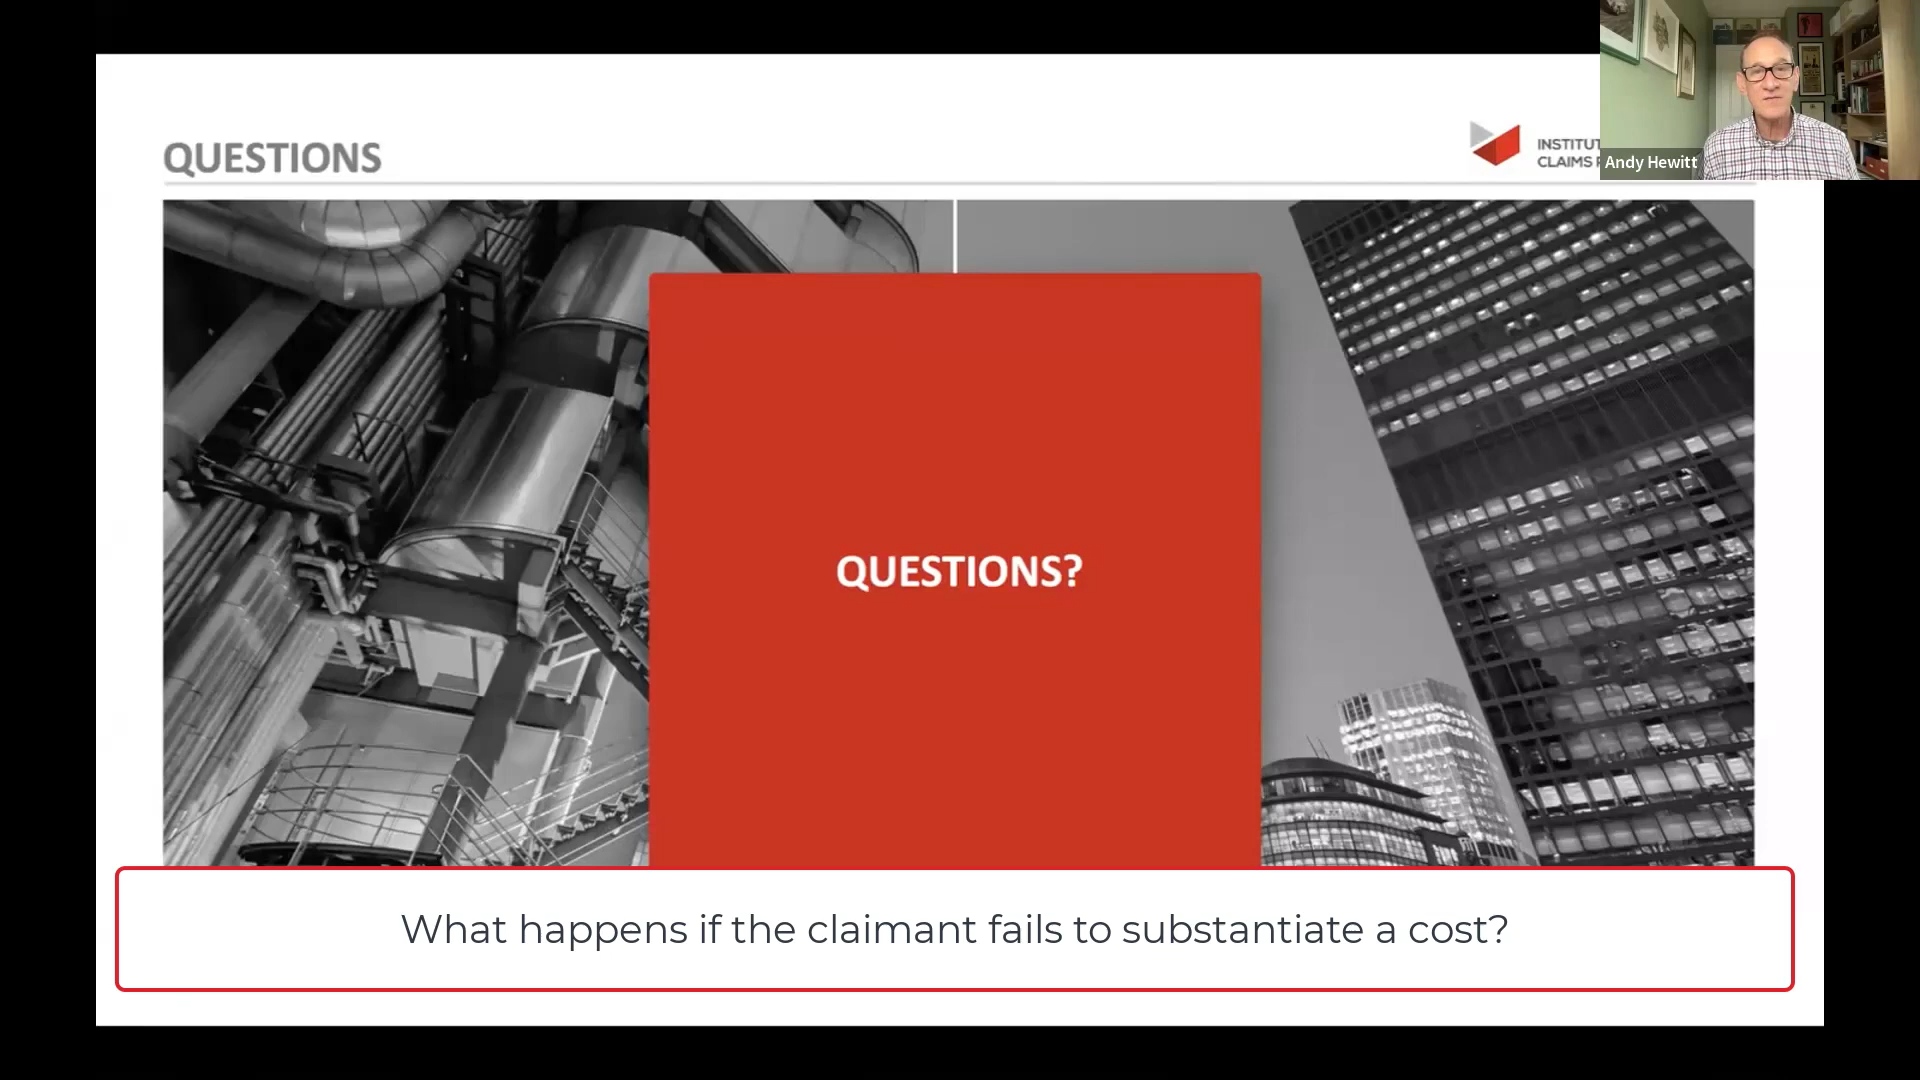 QUESTIONS
INSTITUT
CLAIMS
Andy Hewitt
QUESTIONS?
What happens if the claimant fails to substantiate a cost?